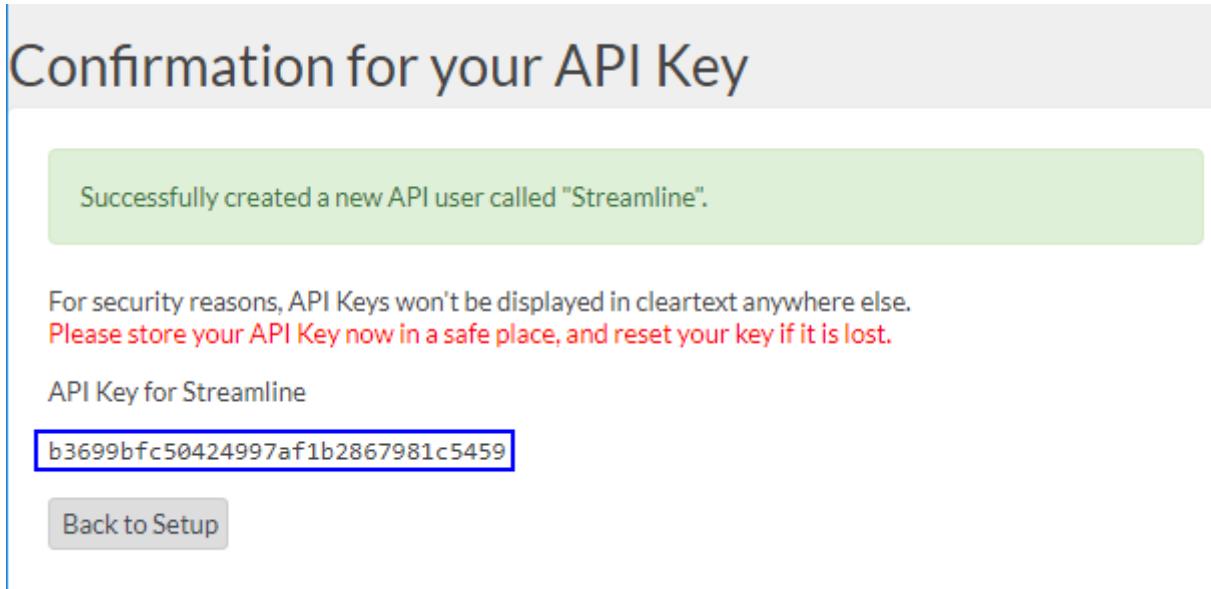 Confirmation for your API Key
Successfully created a new API user called "Streamline".
For security reasons, API Keys won't be displayed in cleartext anywhere else.
Please store your API Key now in a safe place, and reset your key if it is lost.
API Key for Streamline
b3699bfc50424997af1b2867981c5459
Back to Setup